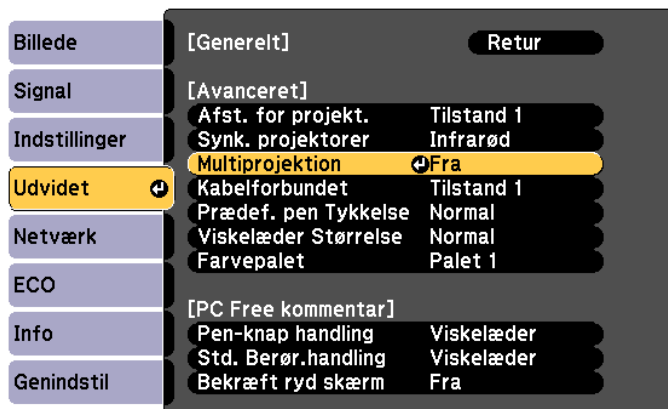 Billede
Signal
Indstillinger
Udvidet
Netværk
ECO
Info
Genindstil
[Generelt] Retur
[Avanceret]
Afst. for projekt. Tilstand 1
Synk. projektorer Infrarød
Multiprojektion Fra
Kabelforbundet Tilstand 1
Prædef. pen Tykkelse Normal
Viskelæder Størrelse Normal
Farvepalet Palet 1
[PC Free kommentar]
Pen-knap handling Viskelæder
Std. Berør.handling Viskelæder
Bekræft ryd skærm Fra